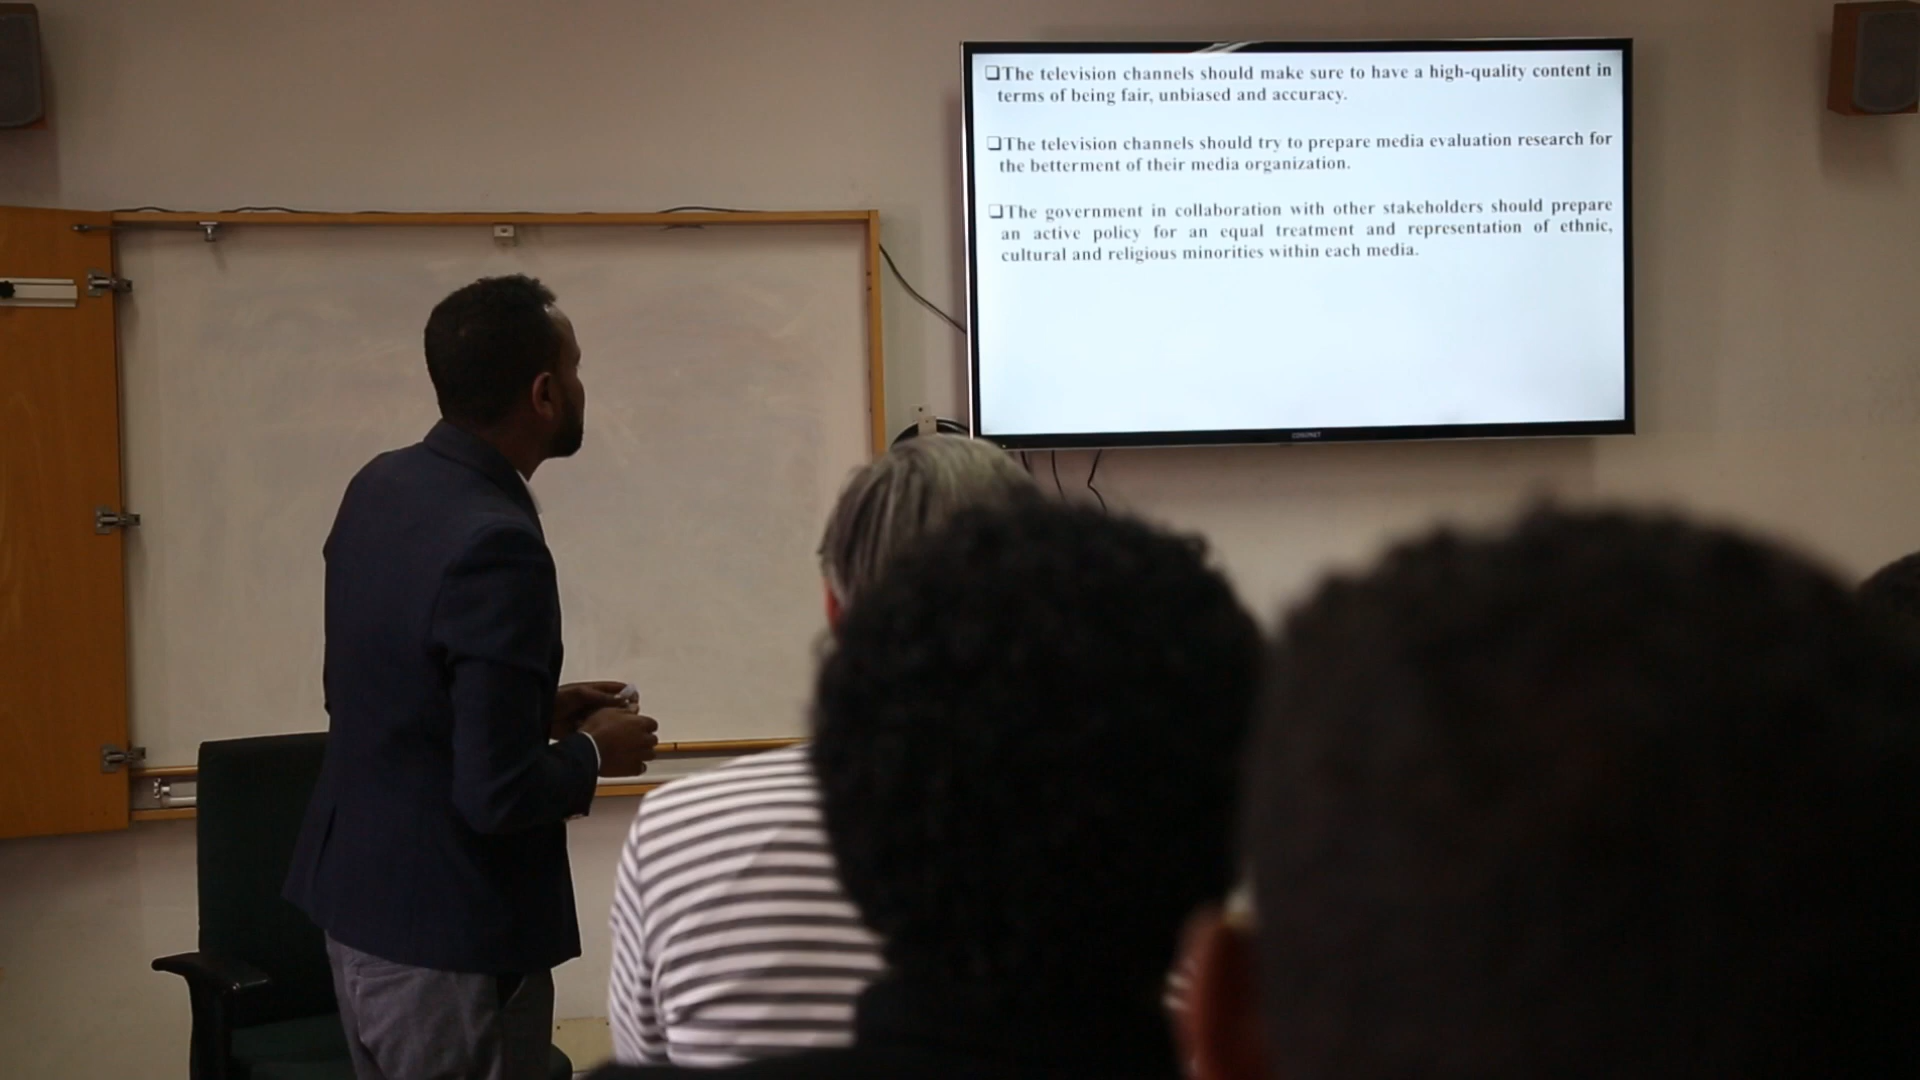 ❑The television channels should make sure to have a high-quality content in
terms of being fair, unbiased and accuracy.
❑The television channels should try to prepare media evaluation research for
the betterment of their media organization.
❑The government in collaboration with other stakeholders should prepare
an active policy for an equal treatment and representation of ethnic,
cultural and religious minorities within each media.